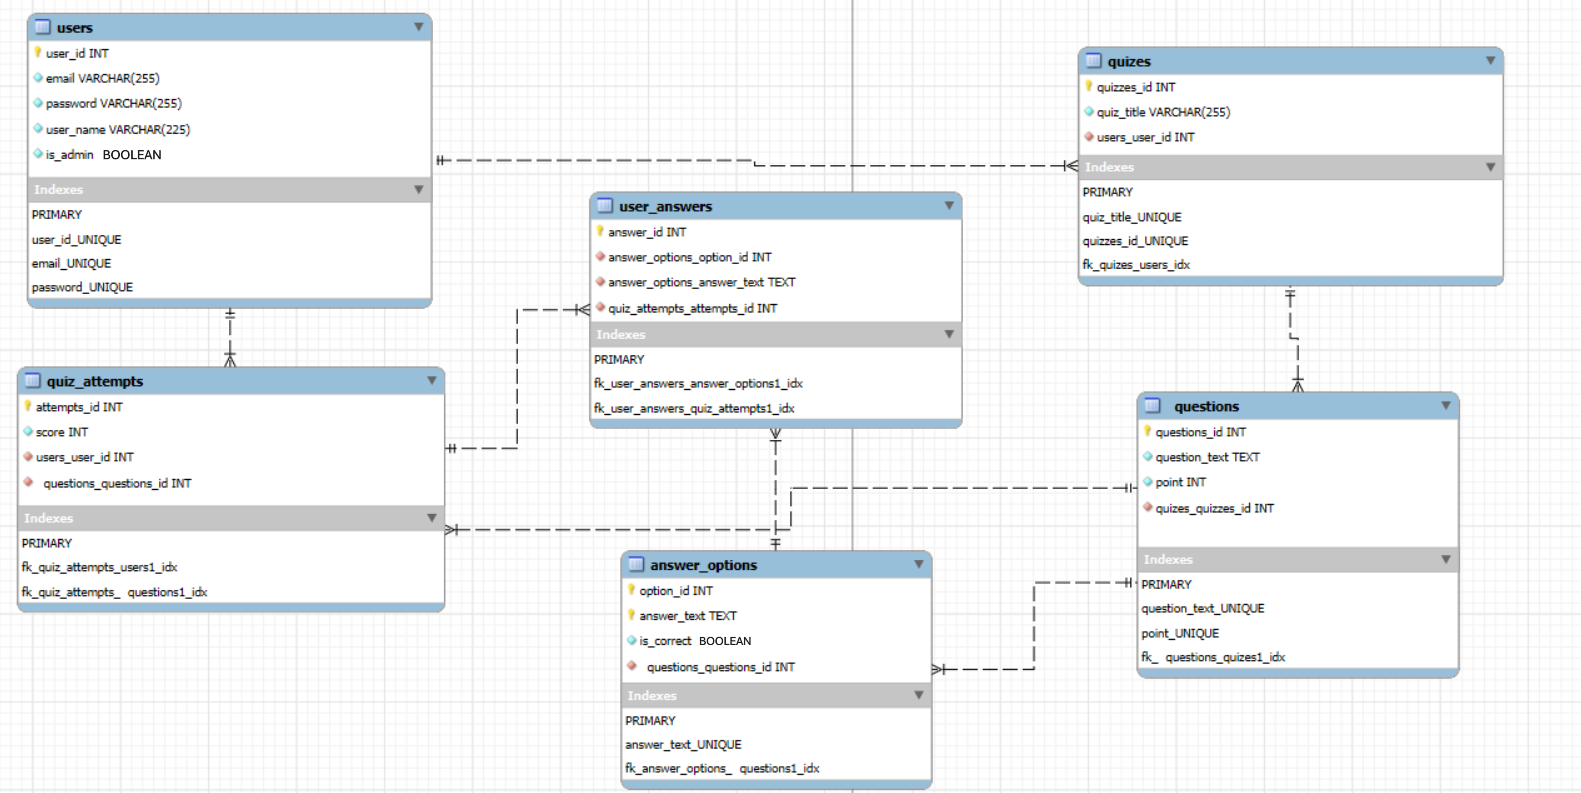 users
user_id INT
email VARCHAR(255)
password VARCHAR(255)
user_name VARCHAR(225)
is_admin BOOLEAN
Indexes
PRIMARY
user_id_UNIQUE
email_UNIQUE
password_UNIQUE
quizes
quizzes_id INT
quiz_title VARCHAR(255)
users_user_id INT
Indexes
PRIMARY
quiz_title_UNIQUE
quizzes_id_UNIQUE
fk_quizes_users_idx
user_answers
answer_id INT
answer_options_option_id INT
answer_options_answer_text TEXT
quiz_attempts_attempts_id INT
Indexes
PRIMARY
fk_user_answers_answer_options1_idx
fk_user_answers_quiz_attempts1_idx
quiz_attempts
attempts_id INT
score INT
users_user_id INT
questions_questions_id INT
Indexes
PRIMARY
fk_quiz_attempts_users1_idx
fk_quiz_attempts_ questions1_idx
questions
questions_id INT
question_text TEXT
point INT
quizes_quizzes_id INT
Indexes
PRIMARY
question_text_UNIQUE
point_UNIQUE
fk_ questions_quizes1_idx
answer_options
option_id INT
answer_text TEXT
is_correct BOOLEAN
questions_questions_id INT
Indexes
PRIMARY
answer_text_UNIQUE
fk_answer_options_ questions1_idx